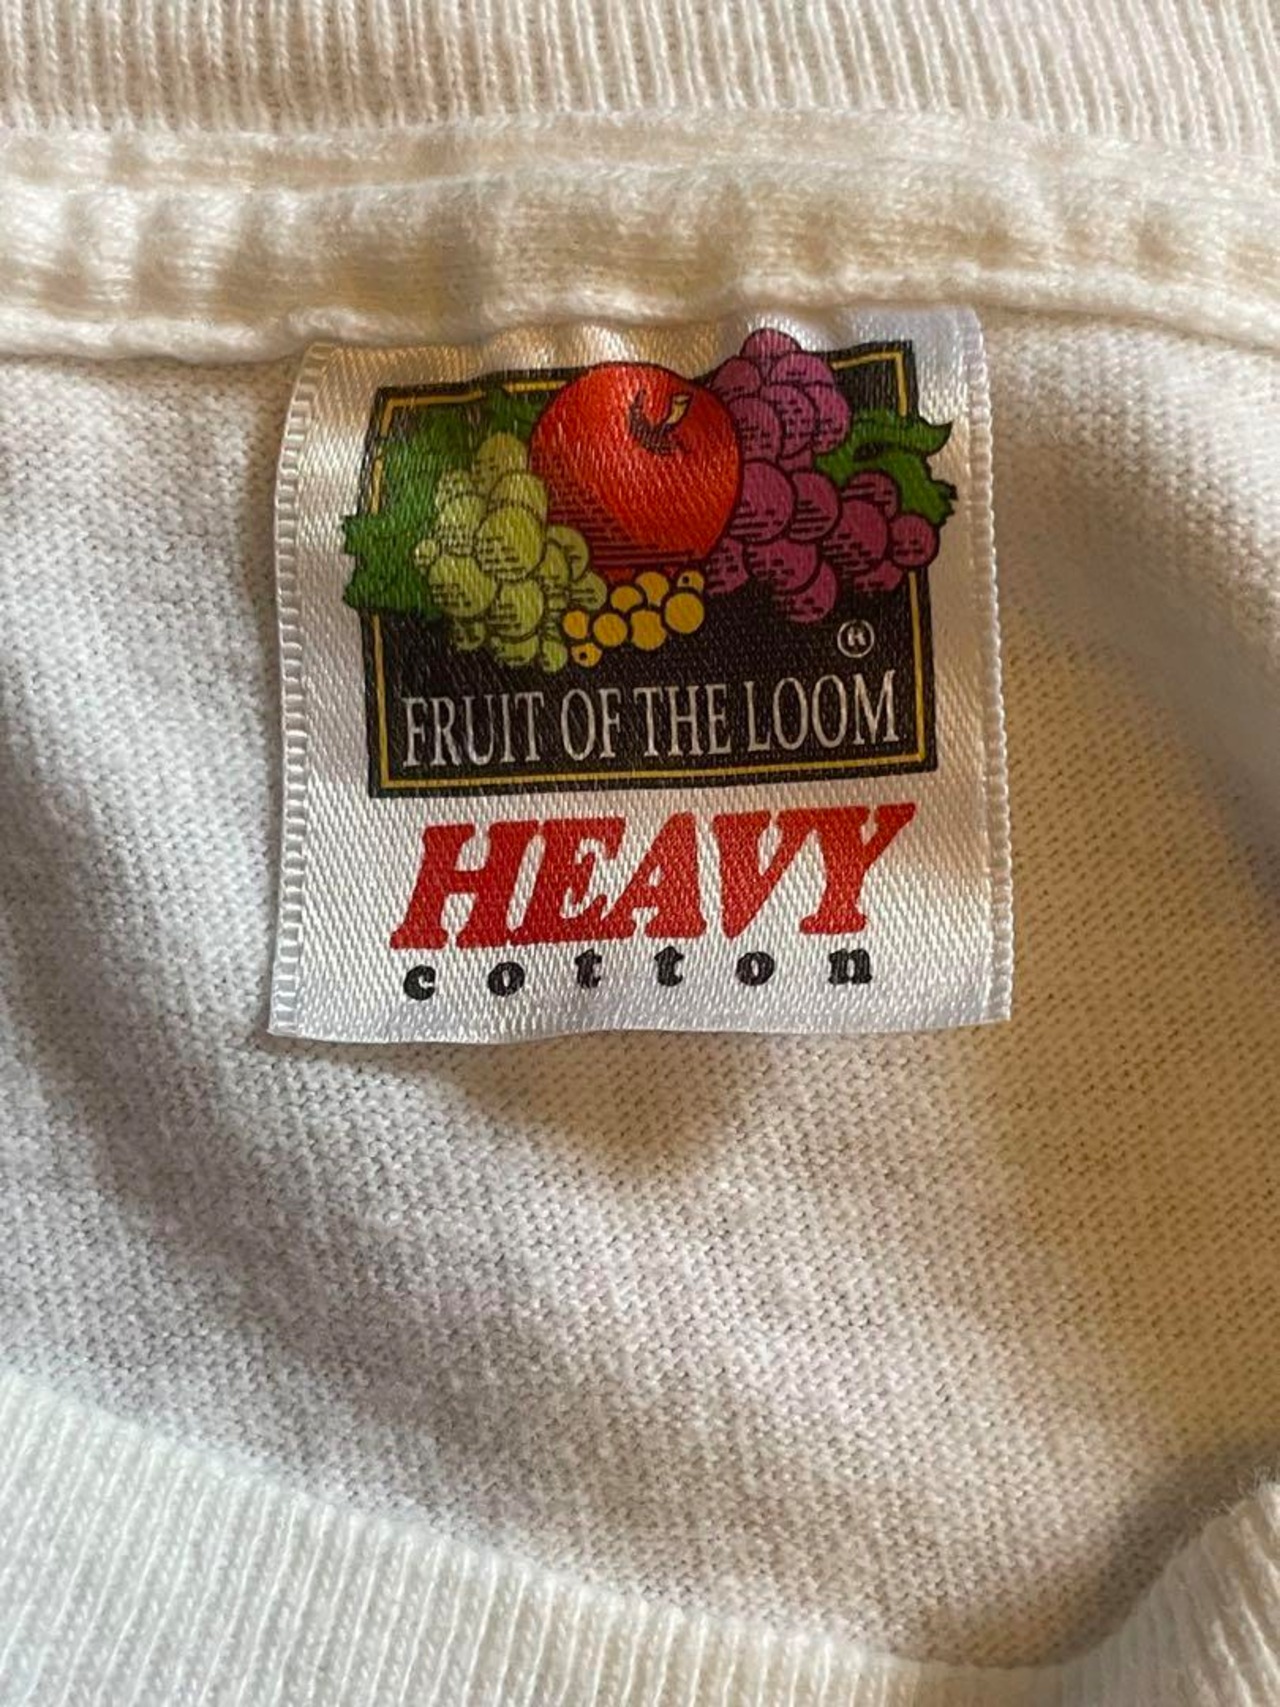 ®
FRUIT OF THE LOOM
HEAVY
cotton